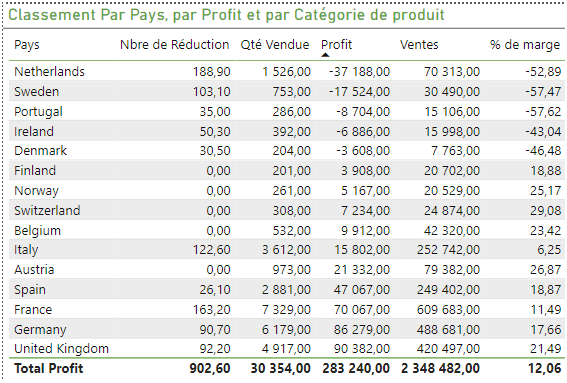 Classement Par Pays, par Profit et par Catégorie de produit
Pays Nbre de Réduction Qté Vendue Profit Ventes % de marge
Netherlands 188,90 1 526,00 -37 188,00 70 313,00 -52,89
Sweden 103,10 753,00 -17 524,00 30 490,00 -57,47
Portugal 35,00 286,00 -8 704,00 15 106,00 -57,62
Ireland 50,30 392,00 -6 886,00 15 998,00 -43,04
Denmark 30,50 204,00 -3 608,00 7 763,00 -46,48
Finland 0,00 201,00 3 908,00 20 702,00 18,88
Norway 0,00 261,00 5 167,00 20 529,00 25,17
Switzerland 0,00 308,00 7 234,00 24 874,00 29,08
Belgium 0,00 532,00 9 912,00 42 320,00 23,42
Italy 122,60 3 612,00 15 802,00 252 742,00 6,25
Austria 0,00 973,00 21 332,00 79 382,00 26,87
Spain 26,10 2 881,00 47 067,00 249 402,00 18,87
France 163,20 7 329,00 70 067,00 609 683,00 11,49
Germany 90,70 6 179,00 86 279,00 488 681,00 17,66
United Kingdom 92,20 4 917,00 90 382,00 420 497,00 21,49
Total Profit 902,60 30 354,00 283 240,00 2 348 482,00 12,06